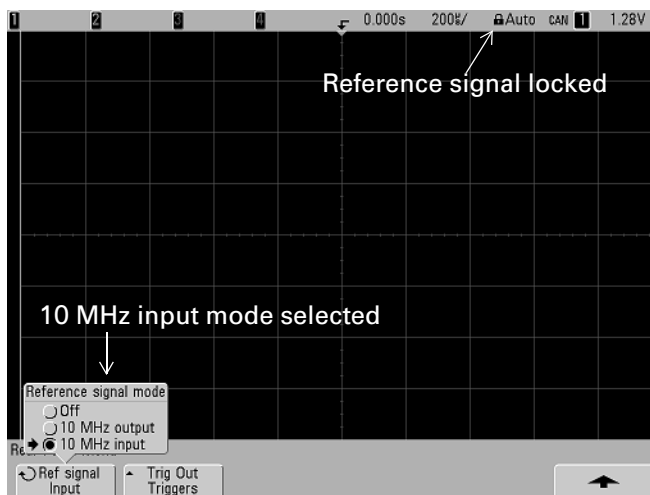 1 2 3 4 0.000s 200%/ Auto CAN 1 1.28V
Reference signal locked
10 MHz input mode selected
Reference signal mode
Off
10 MHz output
10 MHz input
Ref signal
Input
Trig Out
Triggers